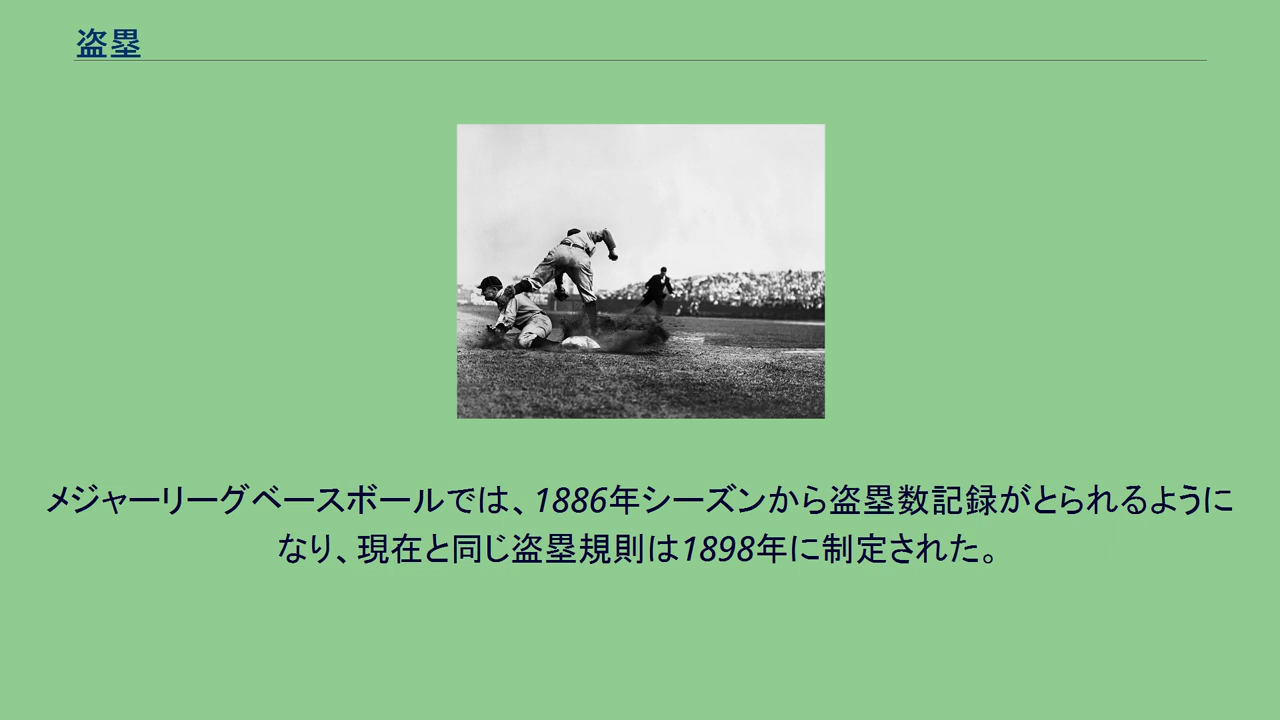 盗塁
メジャーリーグベースボールでは、1886年シーズンから盗塁数記録がとられるように
なり、現在と同じ盗塁規則は1898年に制定された。